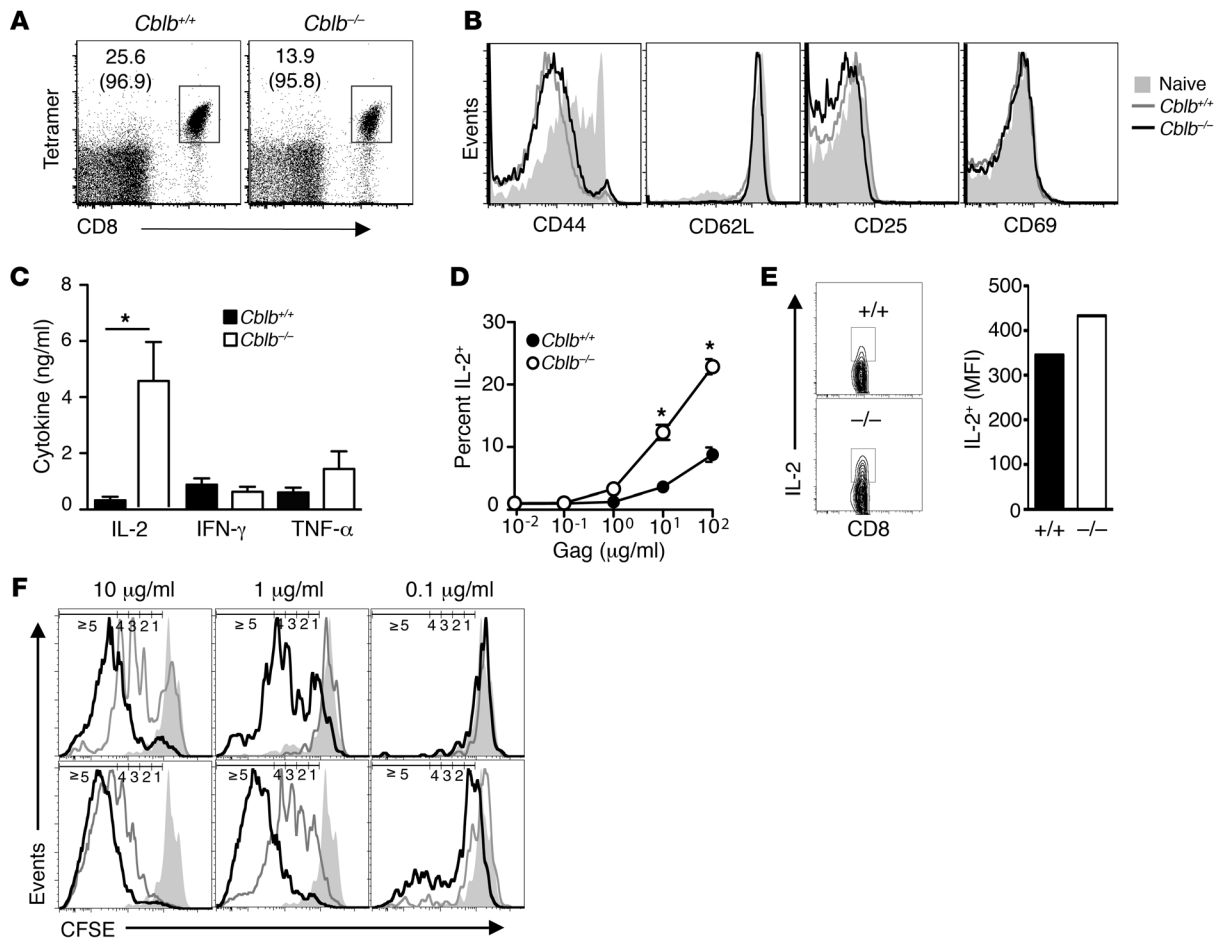 A
Cblb+/+
Cblb–/–
25.6
(96.9)
13.9
(95.8)
Tetramer
CD8
B
Events
CD44
CD62L
CD25
CD69
Naive
Cblb+/+
Cblb–/–
C
Cytokine (ng/ml)
8
6
4
2
0
*
Cblb+/+
Cblb–/–
IL-2
IFN-γ
TNF-α
D
Percent IL-2+
30
20
10
0
Cblb+/+
Cblb–/–
*
*
10-2
10-1
100
101
102
Gag (μg/ml)
E
+/+
–/–
IL-2
CD8
IL-2+ (MFI)
500
400
300
200
100
0
+/+
–/–
F
10 μg/ml
1 μg/ml
0.1 μg/ml
≥5 4 3 2 1
≥5 4 3 2 1
≥5 4 3 2 1
≥5 4 3 2 1
≥5 4 3 2 1
≥5 4 3 2
Events
CFSE